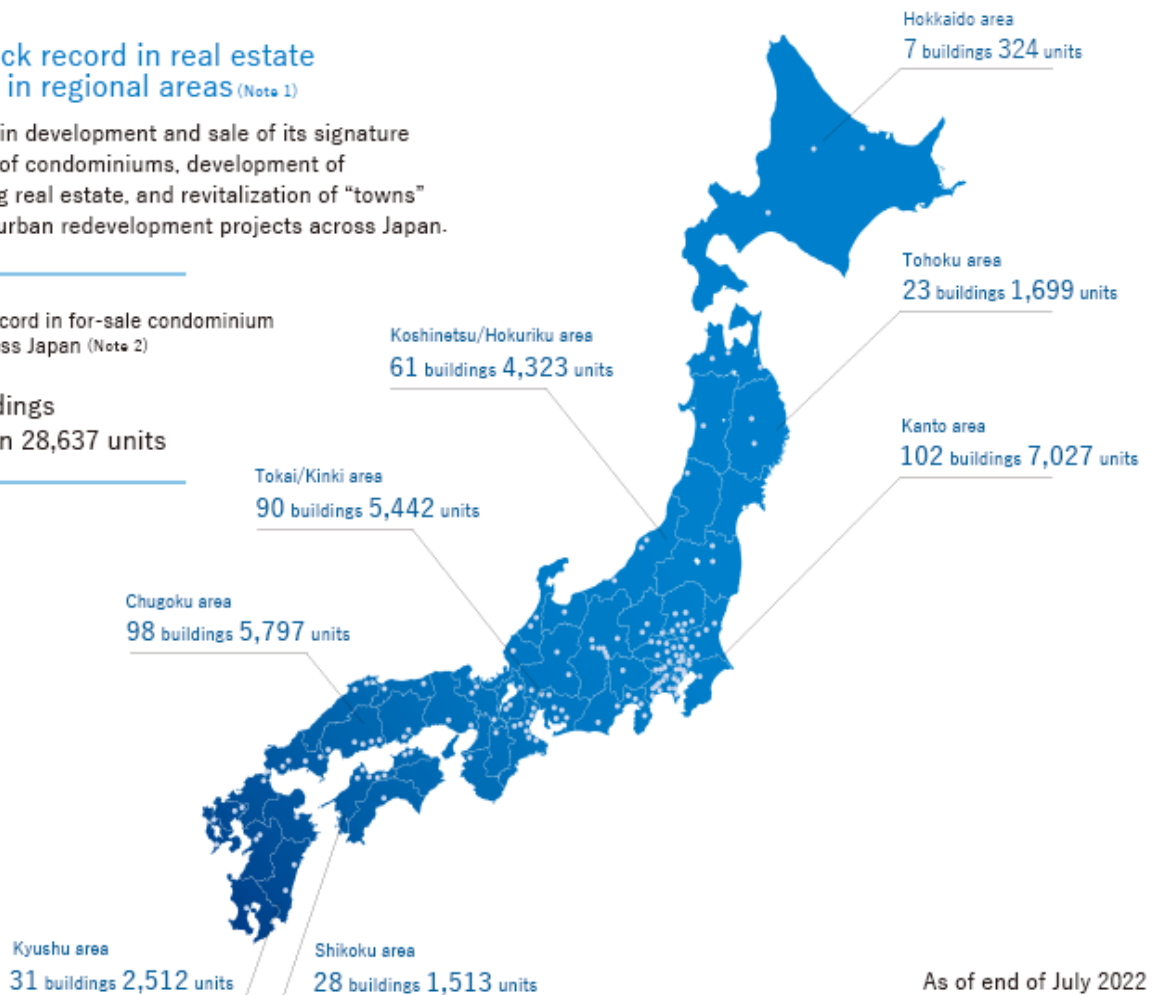 ck record in real estate
in regional areas (Note 1)
in development and sale of its signature
of condominiums, development of
g real estate, and revitalization of “towns”
urban redevelopment projects across Japan.
cord in for-sale condominium
ss Japan (Note 2)
dings
n 28,637 units
Hokkaido area
7 buildings 324 units
Tohoku area
23 buildings 1,699 units
Koshinetsu/Hokuriku area
61 buildings 4,323 units
Kanto area
102 buildings 7,027 units
Tokai/Kinki area
90 buildings 5,442 units
Chugoku area
98 buildings 5,797 units
Kyushu area
31 buildings 2,512 units
Shikoku area
28 buildings 1,513 units
As of end of July 2022